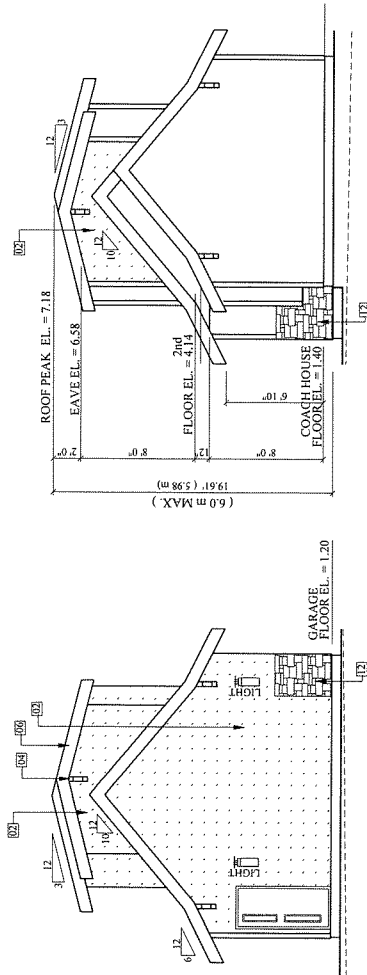 12
3
02
12
10
ROOF PEAK EL. = 7.18
EAVE EL. = 6.58
2nd
FLOOR EL. = 4.14
COACH HOUSE
FLOOR EL. = 1.40
2'0"
8'0"
12"
8'0"
6'10"
19.61' (5.98 m)
( 6.0 m MAX. )
12
GARAGE
FLOOR EL. = 1.20
02
06
04
02
12
3
12
10
12
6
LIGHT
LIGHT
12